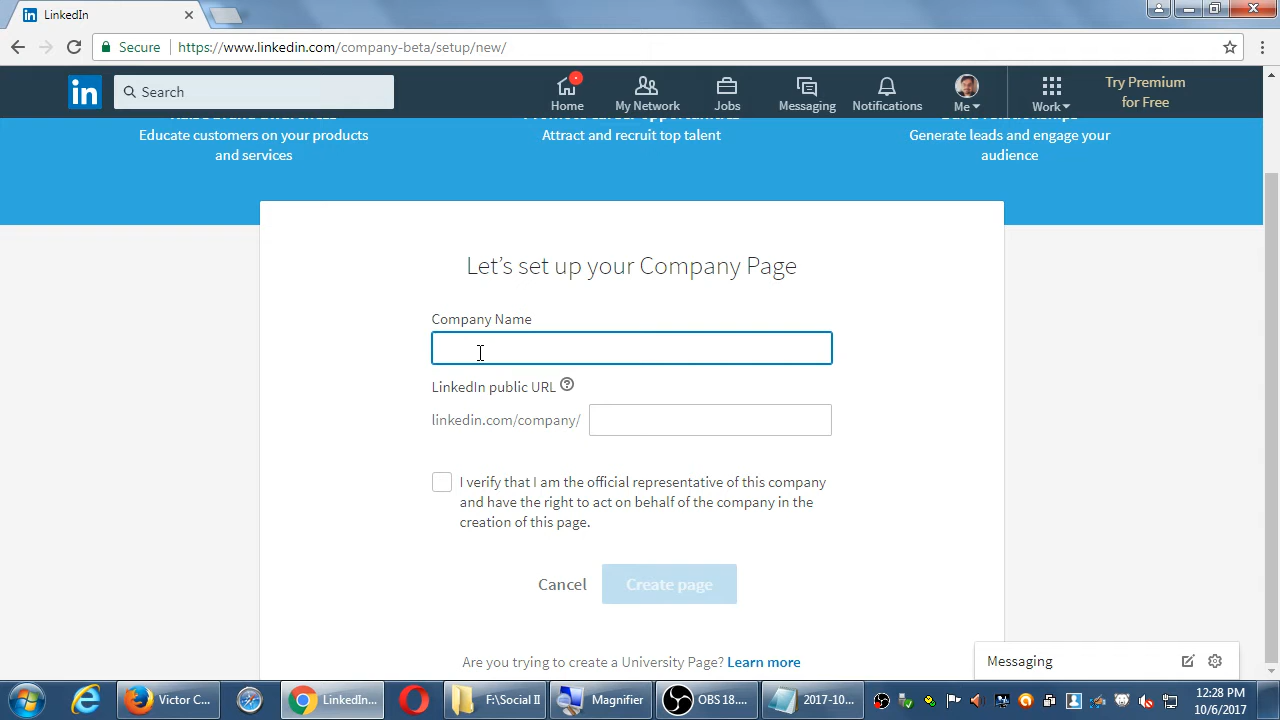 LinkedIn
Secure https://www.linkedin.com/company-beta/setup/new/
in Search Home My Network Jobs Messaging Notifications Me Work Try Premium for Free
Educate customers on your products
and services
Attract and recruit top talent
Generate leads and engage your
audience
Let's set up your Company Page
Company Name
LinkedIn public URL
linkedin.com/company/
I verify that I am the official representative of this company
and have the right to act on behalf of the company in the
creation of this page.
Cancel Create page
Are you trying to create a University Page? Learn more
Messaging
Victor C... LinkedIn... F:\Social II Magnifier OBS 18.... 2017-10...
12:28 PM
10/6/2017